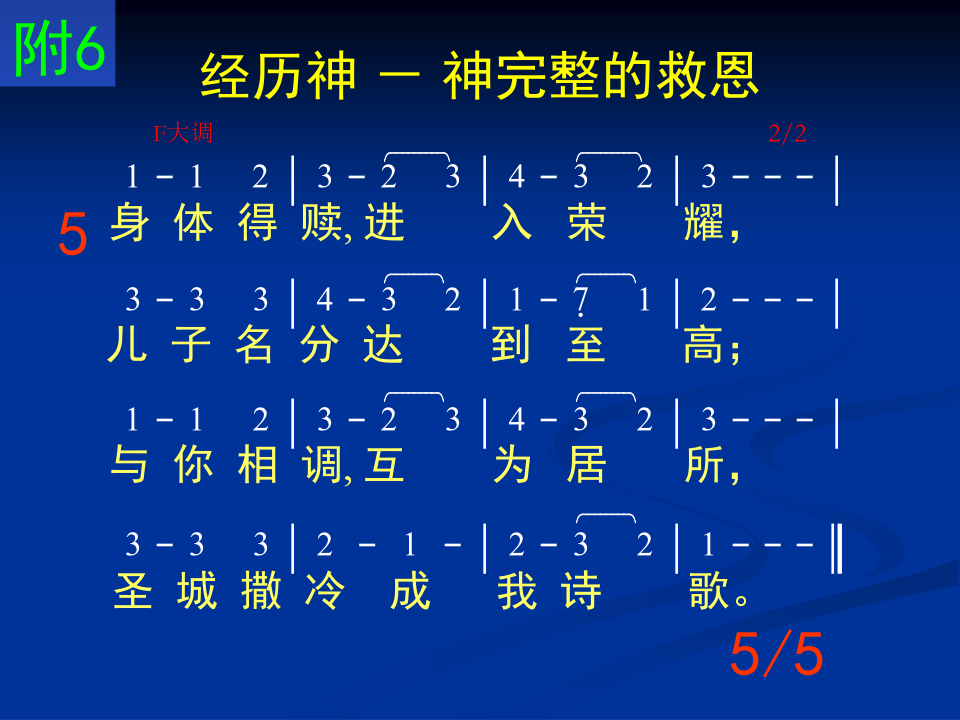 附6
经历神 － 神完整的救恩
F大调 2/2
1 － 1 2 | 3 － 2 3 | 4 － 3 2 | 3 － － － |
5 身 体 得 赎, 进 入 荣 耀，
3 － 3 3 | 4 － 3 2 | 1 － 7̣ 1 | 2 － － － |
儿 子 名 分 达 到 至 高；
1 － 1 2 | 3 － 2 3 | 4 － 3 2 | 3 － － － |
与 你 相 调, 互 为 居 所，
3 － 3 3 | 2 － 1 － | 2 － 3 2 | 1 － － － ‖
圣 城 撒 冷 成 我 诗 歌。
5/5